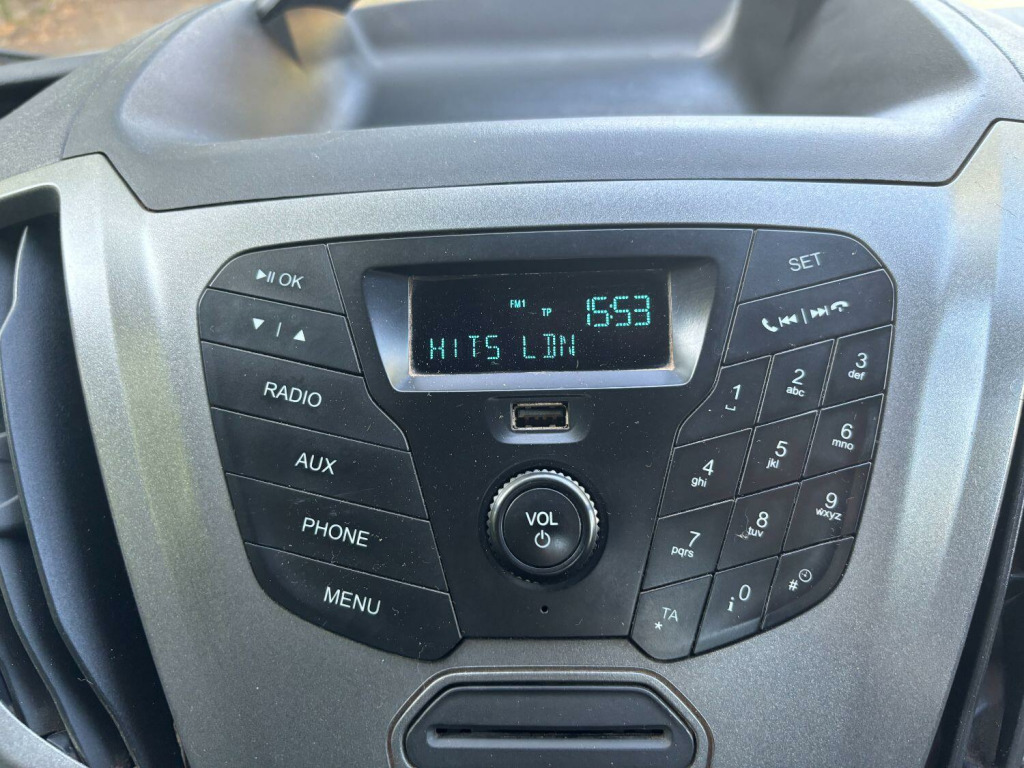 OK
SET
FM1 TP 15:53
HITS LDN
RADIO
AUX
PHONE
MENU
VOL
1
2 abc
3 def
4 ghi
5 jkl
6 mno
7 pqrs
8 tuv
9 wxyz
TA *
i 0
#